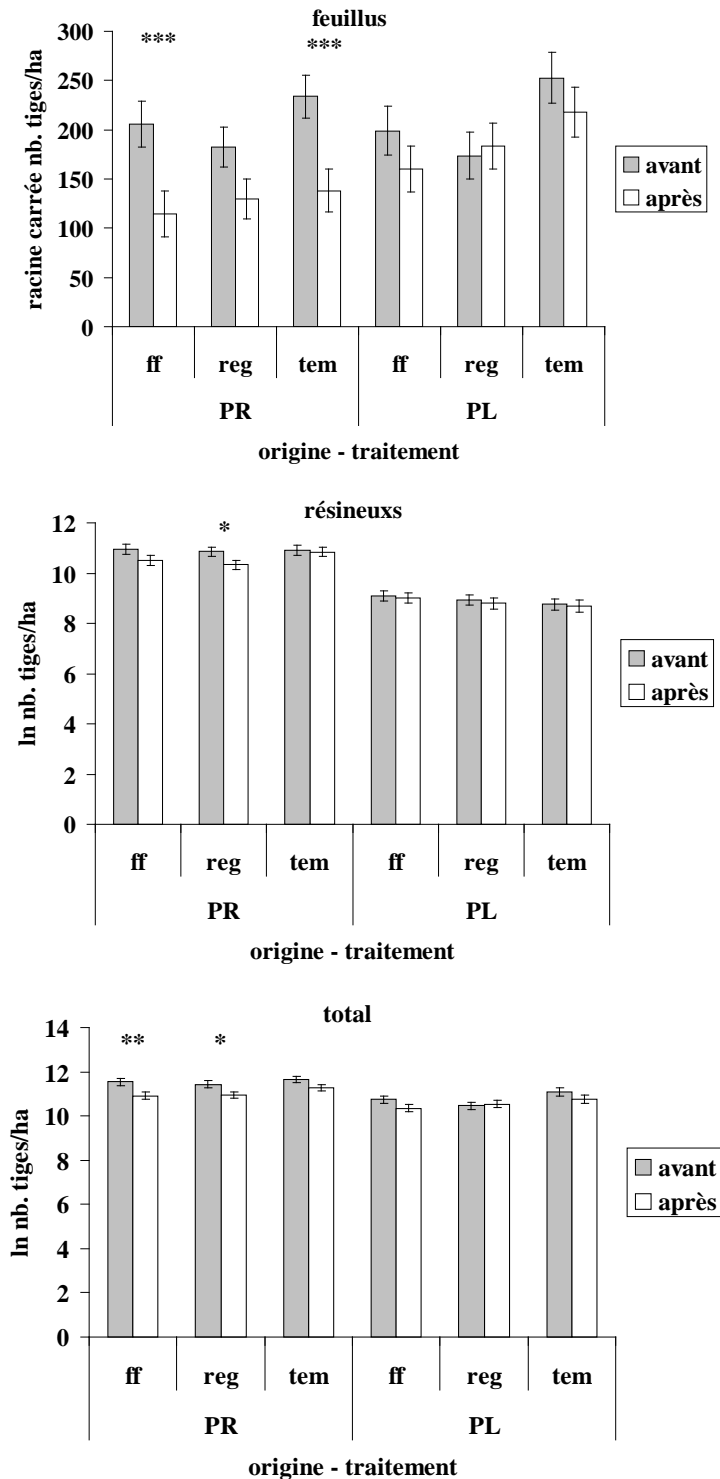 feuillus
racine carrée nb. tiges/ha
300
250
200
150
100
50
0
*** ***
avant
après
ff reg tem ff reg tem
PR PL
origine - traitement
résineuxs
ln nb. tiges/ha
12
10
8
6
4
2
0
*
avant
après
ff reg tem ff reg tem
PR PL
origine - traitement
total
ln nb. tiges/ha
14
12
10
8
6
4
2
0
** *
avant
après
ff reg tem ff reg tem
PR PL
origine - traitement